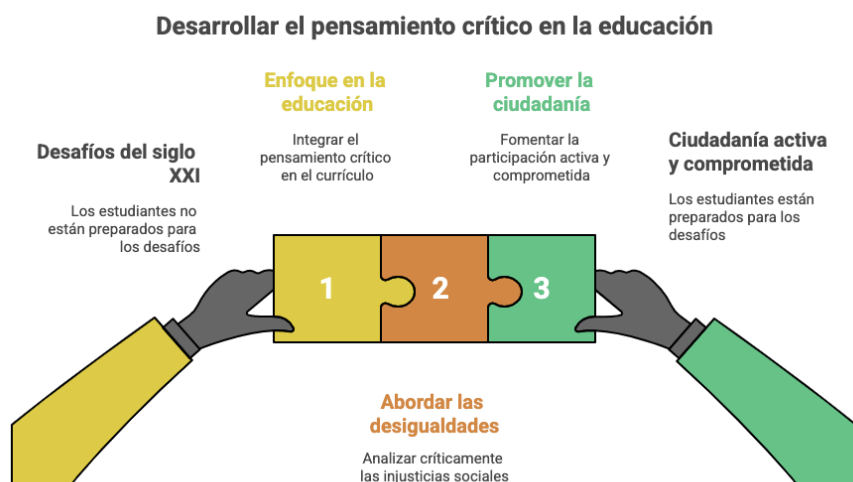 Desarrollar el pensamiento crítico en la educación
Desafíos del siglo
XXI
Los estudiantes no
están preparados para
los desafíos
Enfoque en la
educación
Integrar el
pensamiento crítico
en el currículo
Promover la
ciudadanía
Fomentar la
participación activa y
comprometida
Ciudadanía activa
y comprometida
Los estudiantes están
preparados para los
desafíos
1
2
3
Abordar las
desigualdades
Analizar críticamente
las injusticias sociales